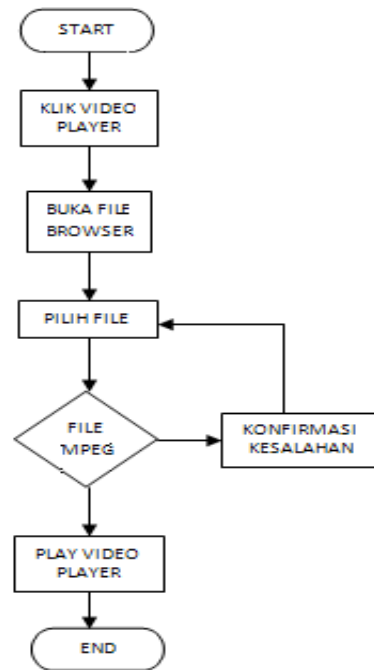 START
KLIK VIDEO
PLAYER
BUKA FILE
BROWSER
PILIH FILE
FILE
MPEG
KONFIRMASI
KESALAHAN
PLAY VIDEO
PLAYER
END